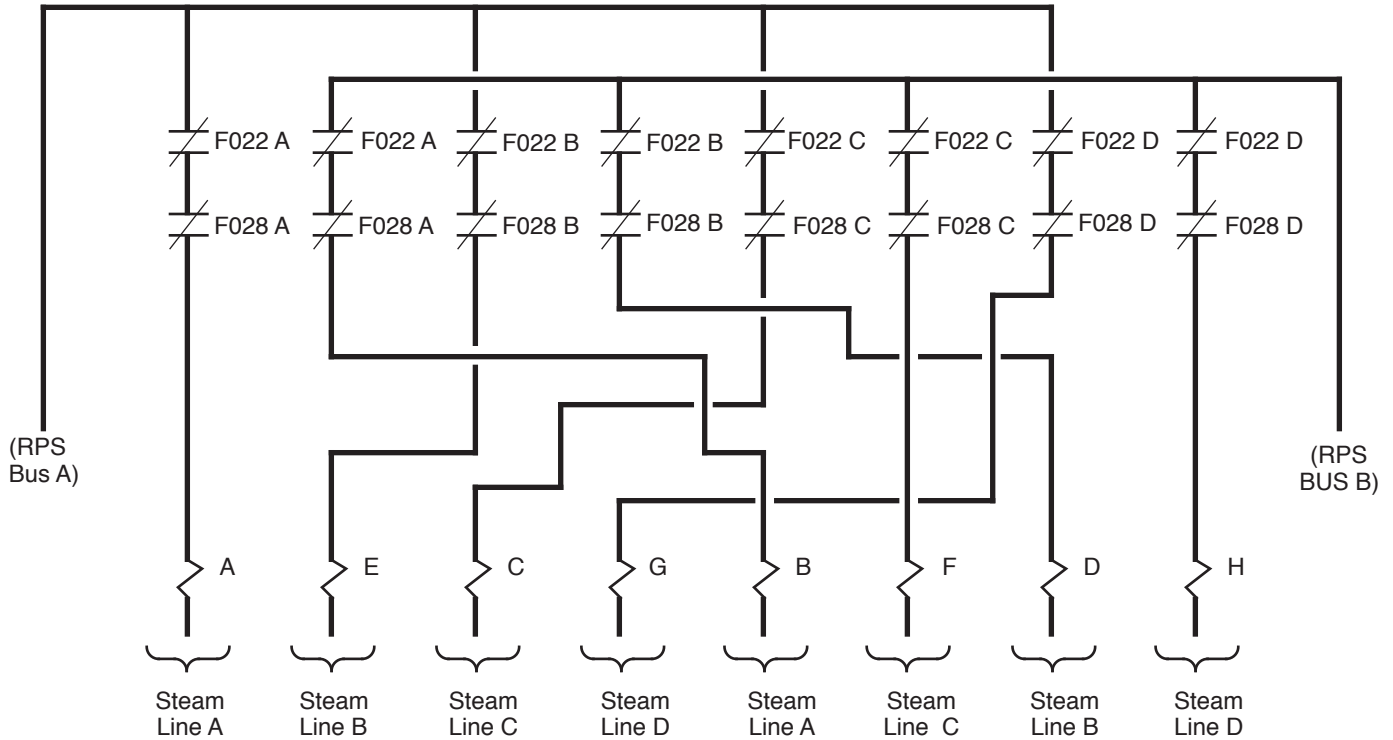 F022 A
F022 A
F022 B
F022 B
F022 C
F022 C
F022 D
F022 D
F028 A
F028 A
F028 B
F028 B
F028 C
F028 C
F028 D
F028 D
(RPS
Bus A)
(RPS
BUS B)
A
E
C
G
B
F
D
H
Steam
Line A
Steam
Line B
Steam
Line C
Steam
Line D
Steam
Line A
Steam
Line C
Steam
Line B
Steam
Line D